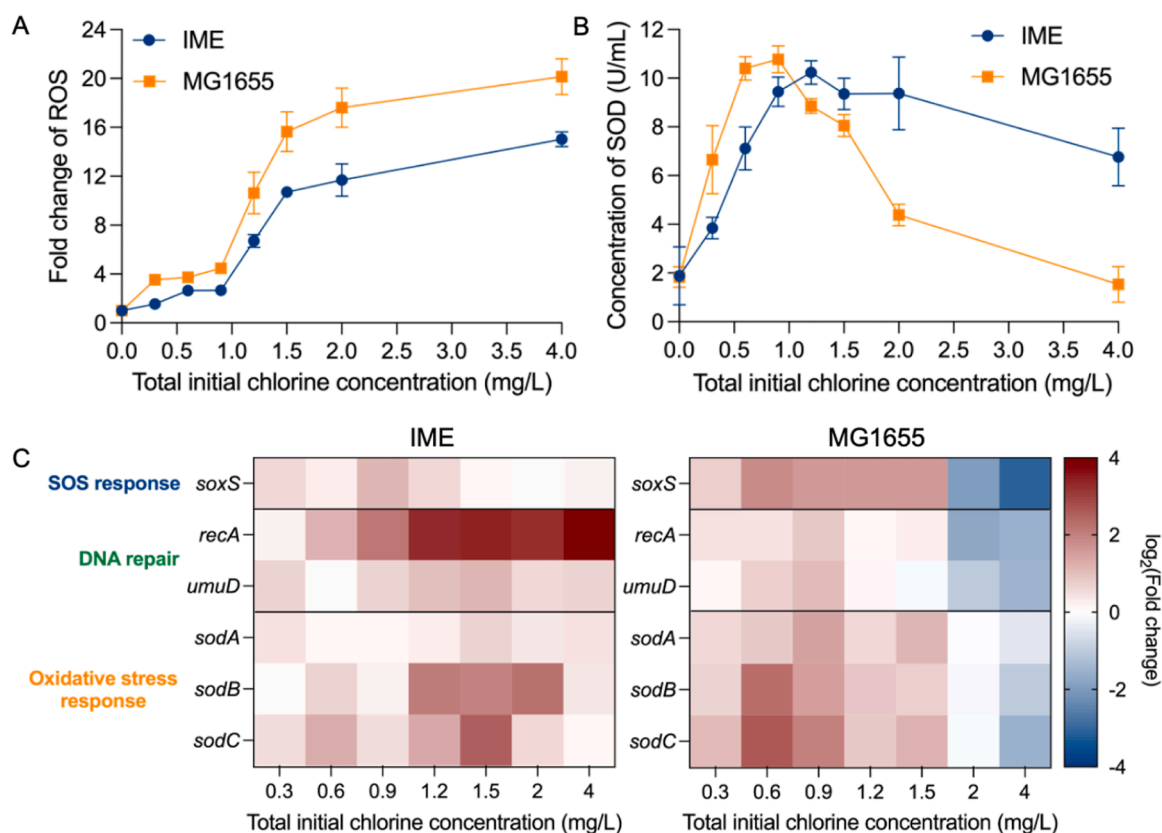 A
IME
MG1655
Fold change of ROS
24
20
16
12
8
4
0
0.0 0.5 1.0 1.5 2.0 2.5 3.0 3.5 4.0
Total initial chlorine concentration (mg/L)
B
IME
MG1655
Concentration of SOD (U/mL)
12
10
8
6
4
2
0
0.0 0.5 1.0 1.5 2.0 2.5 3.0 3.5 4.0
Total initial chlorine concentration (mg/L)
C
IME
SOS response
soxS
DNA repair
recA
umuD
Oxidative stress
response
sodA
sodB
sodC
0.3 0.6 0.9 1.2 1.5 2 4
Total initial chlorine concentration (mg/L)
MG1655
soxS
recA
umuD
sodA
sodB
sodC
0.3 0.6 0.9 1.2 1.5 2 4
Total initial chlorine concentration (mg/L)
4
2
0
-2
-4
log2(Fold change)